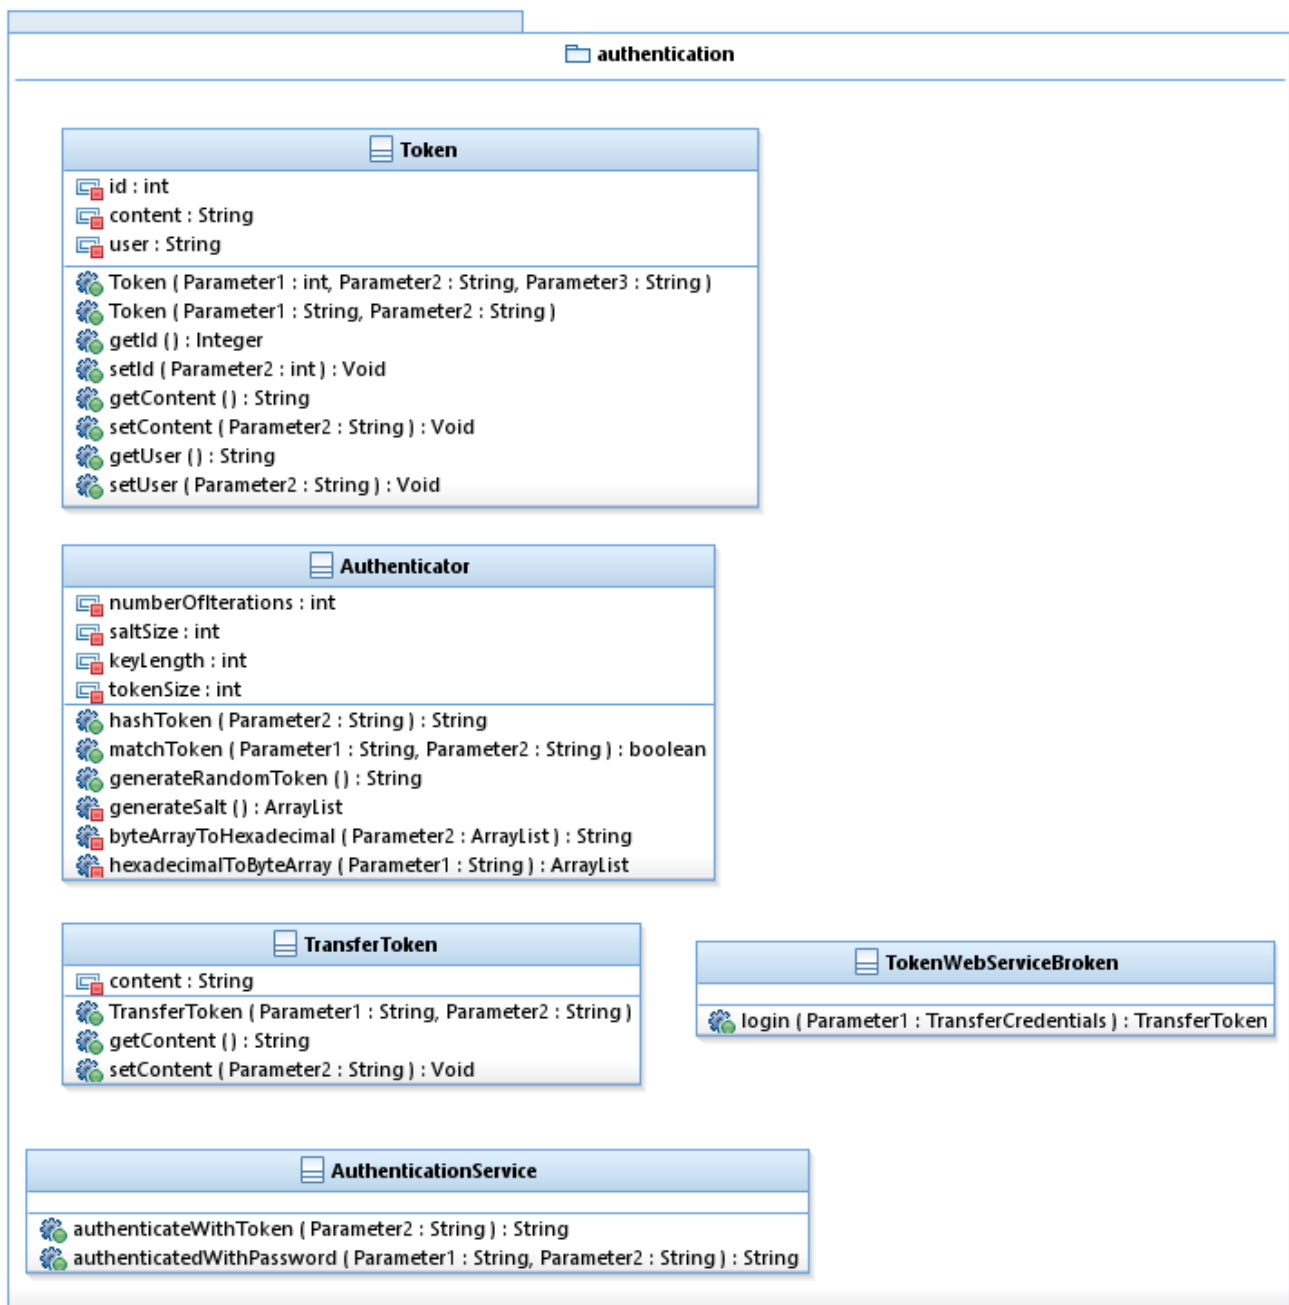 authentication
Token
id : int
content : String
user : String
Token ( Parameter1 : int, Parameter2 : String, Parameter3 : String )
Token ( Parameter1 : String, Parameter2 : String )
getId ( ) : Integer
setId ( Parameter2 : int ) : Void
getContent ( ) : String
setContent ( Parameter2 : String ) : Void
getUser ( ) : String
setUser ( Parameter2 : String ) : Void
Authenticator
numberOfIterations : int
saltSize : int
keyLength : int
tokenSize : int
hashToken ( Parameter2 : String ) : String
matchToken ( Parameter1 : String, Parameter2 : String ) : boolean
generateRandomToken ( ) : String
generateSalt ( ) : ArrayList
byteArrayToHexadecimal ( Parameter2 : ArrayList ) : String
hexadecimalToByteArray ( Parameter1 : String ) : ArrayList
TransferToken
content : String
TransferToken ( Parameter1 : String, Parameter2 : String )
getContent ( ) : String
setContent ( Parameter2 : String ) : Void
TokenWebServiceBroken
login ( Parameter1 : TransferCredentials ) : TransferToken
AuthenticationService
authenticateWithToken ( Parameter2 : String ) : String
authenticatedWithPassword ( Parameter1 : String, Parameter2 : String ) : String